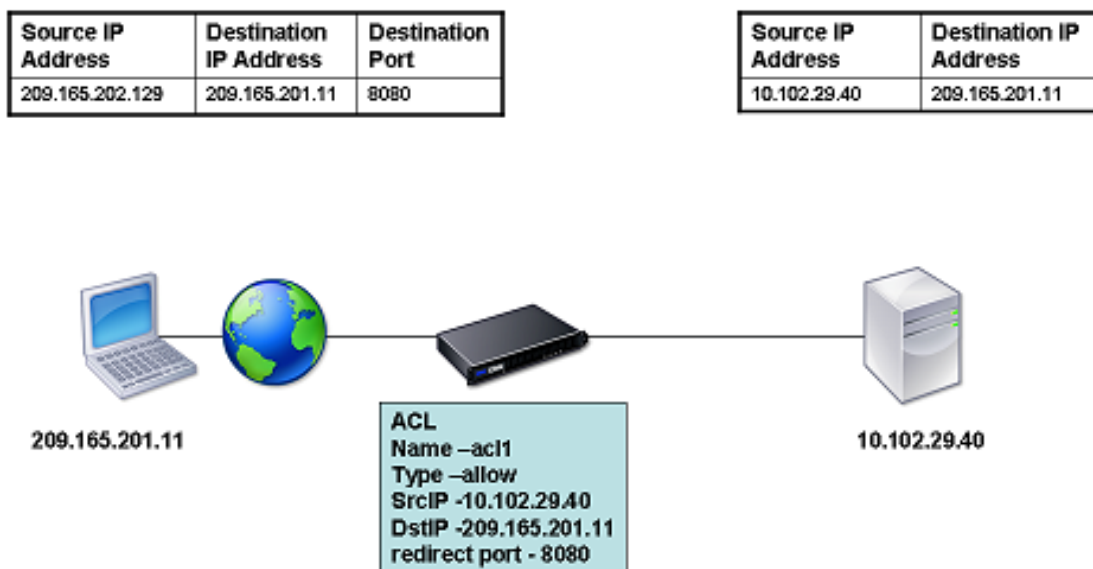 Source IP Address
Destination IP Address
Destination Port
209.165.202.129
209.165.201.11
8080
Source IP Address
Destination IP Address
10.102.29.40
209.165.201.11
209.165.201.11
10.102.29.40
ACL
Name –acl1
Type –allow
SrcIP -10.102.29.40
DstIP -209.165.201.11
redirect port - 8080